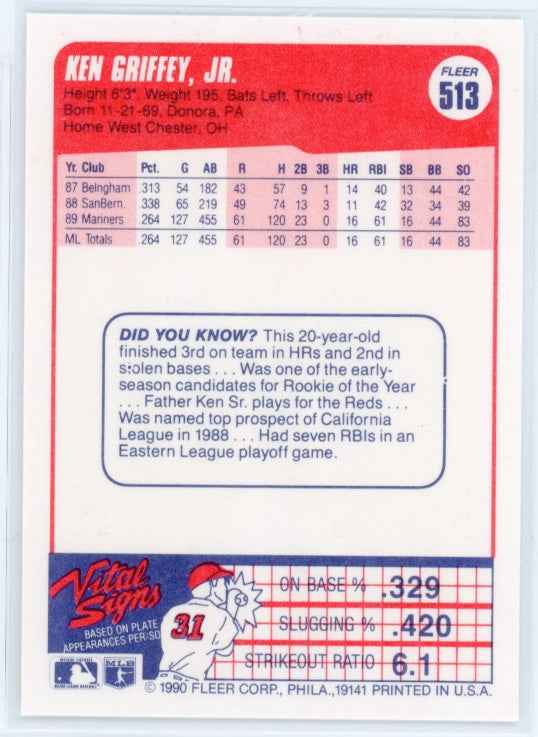 KEN GRIFFEY, JR.
FLEER
513
Height 6'3", Weight 195, Bats Left, Throws Left
Born 11-21-69, Donora, PA
Home West Chester, OH
Yr. Club Pct. G AB R H 2B 3B HR RBI SB BB SO
87 Belngham .313 54 182 43 57 9 1 14 40 13 44 42
88 SanBern. .338 65 219 49 74 13 3 11 42 32 34 39
89 Mariners .264 127 455 61 120 23 0 16 61 16 44 83
ML Totals .264 127 455 61 120 23 0 16 61 16 44 83
DID YOU KNOW? This 20-year-old
finished 3rd on team in HRs and 2nd in
stolen bases . . . Was one of the early-
season candidates for Rookie of the Year
. . . Father Ken Sr. plays for the Reds . . .
Was named top prospect of California
League in 1988 . . . Had seven RBIs in an
Eastern League playoff game.
Vital
Signs
BASED ON PLATE
APPEARANCES PER/SO
31
ON BASE % .329
SLUGGING % .420
STRIKEOUT RATIO 6.1
MLB
© 1990 FLEER CORP., PHILA., 19141 PRINTED IN U.S.A.